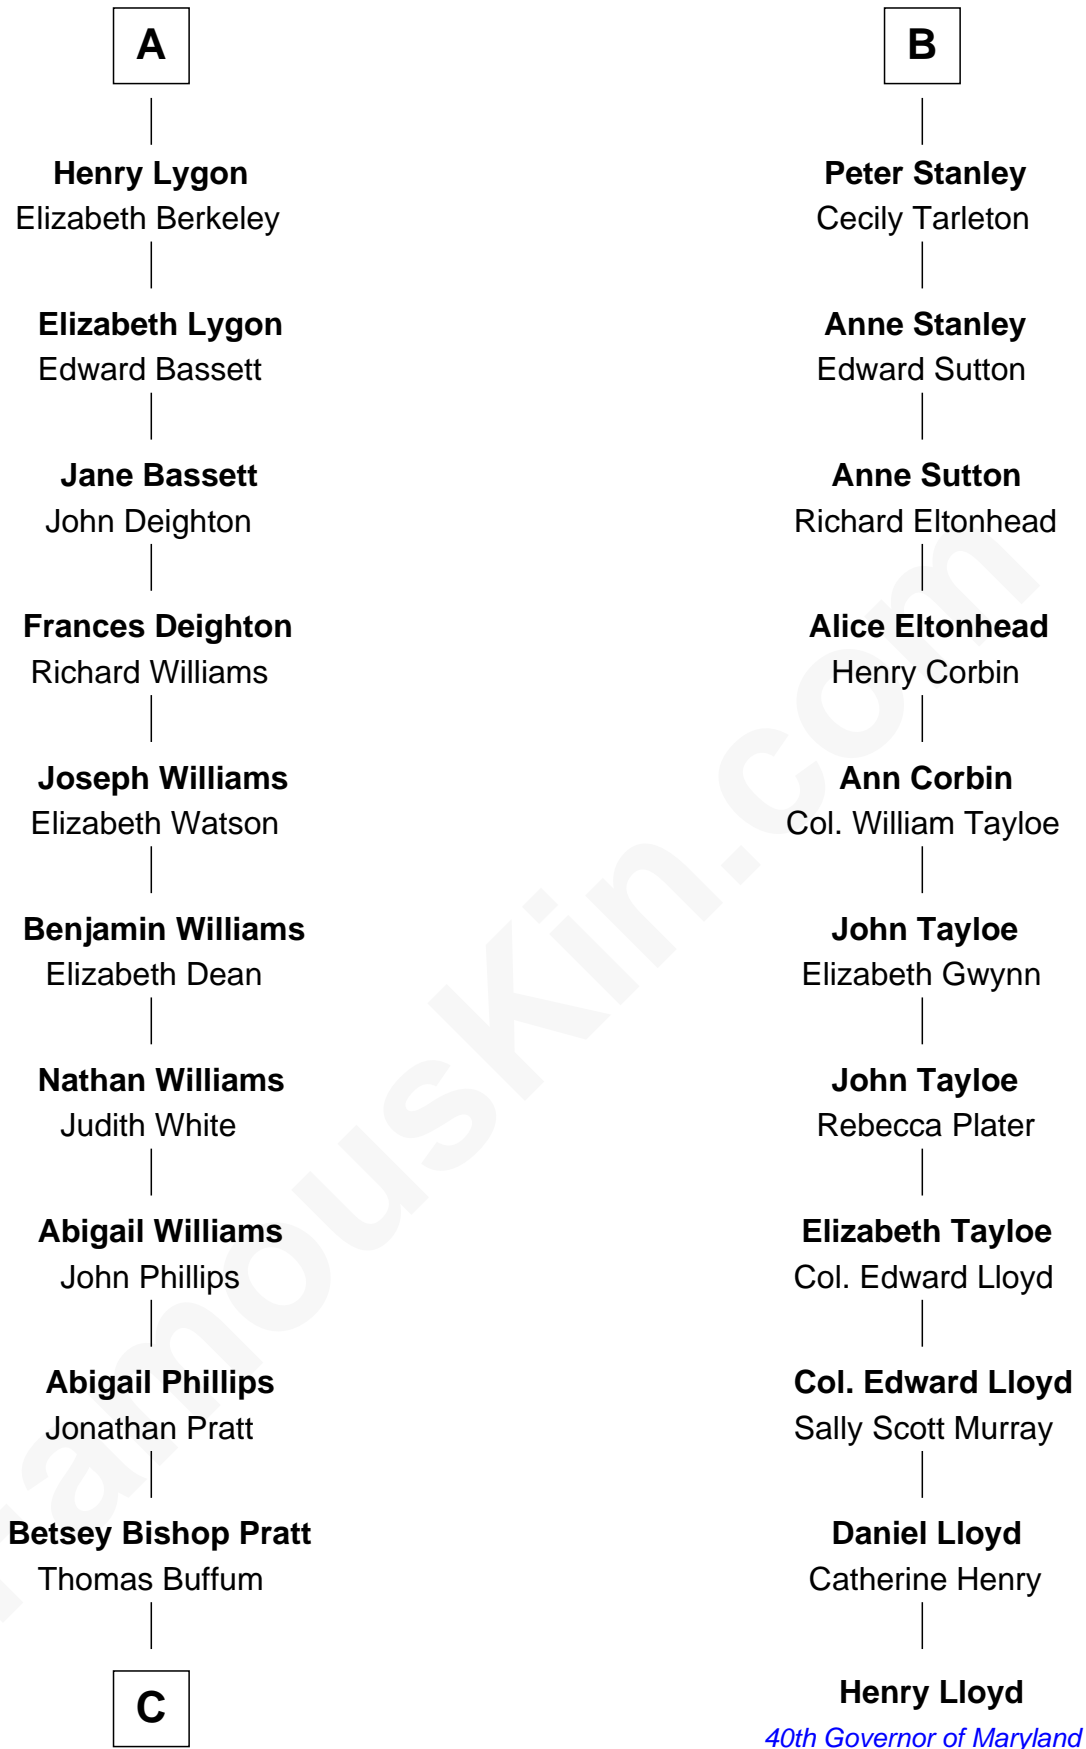 A
Henry Lygon
Elizabeth Berkeley
Elizabeth Lygon
Edward Bassett
Jane Bassett
John Deighton
Frances Deighton
Richard Williams
Joseph Williams
Elizabeth Watson
Benjamin Williams
Elizabeth Dean
Nathan Williams
Judith White
Abigail Williams
John Phillips
Abigail Phillips
Jonathan Pratt
Betsey Bishop Pratt
Thomas Buffum
C
B
Peter Stanley
Cecily Tarleton
Anne Stanley
Edward Sutton
Anne Sutton
Richard Eltonhead
Alice Eltonhead
Henry Corbin
Ann Corbin
Col. William Tayloe
John Tayloe
Elizabeth Gwynn
John Tayloe
Rebecca Plater
Elizabeth Tayloe
Col. Edward Lloyd
Col. Edward Lloyd
Sally Scott Murray
Daniel Lloyd
Catherine Henry
Henry Lloyd
40th Governor of Maryland
FamousKin.com